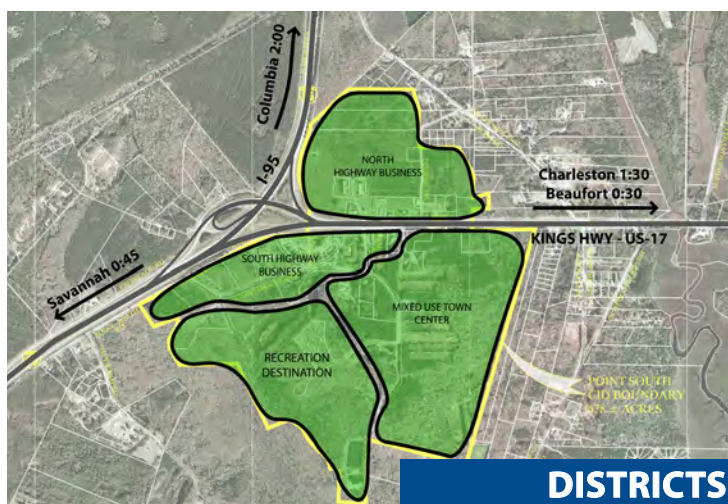 Columbia 2:00
I-95
NORTH
HIGHWAY BUSINESS
Charleston 1:30
Beaufort 0:30
KINGS HWY - US-17
Savannah 0:45
SOUTH HIGHWAY
BUSINESS
MIXED USE TOWN
CENTER
RECREATION
DESTINATION
POINT SOUTH
CID BOUNDARY
ACRES
DISTRICTS